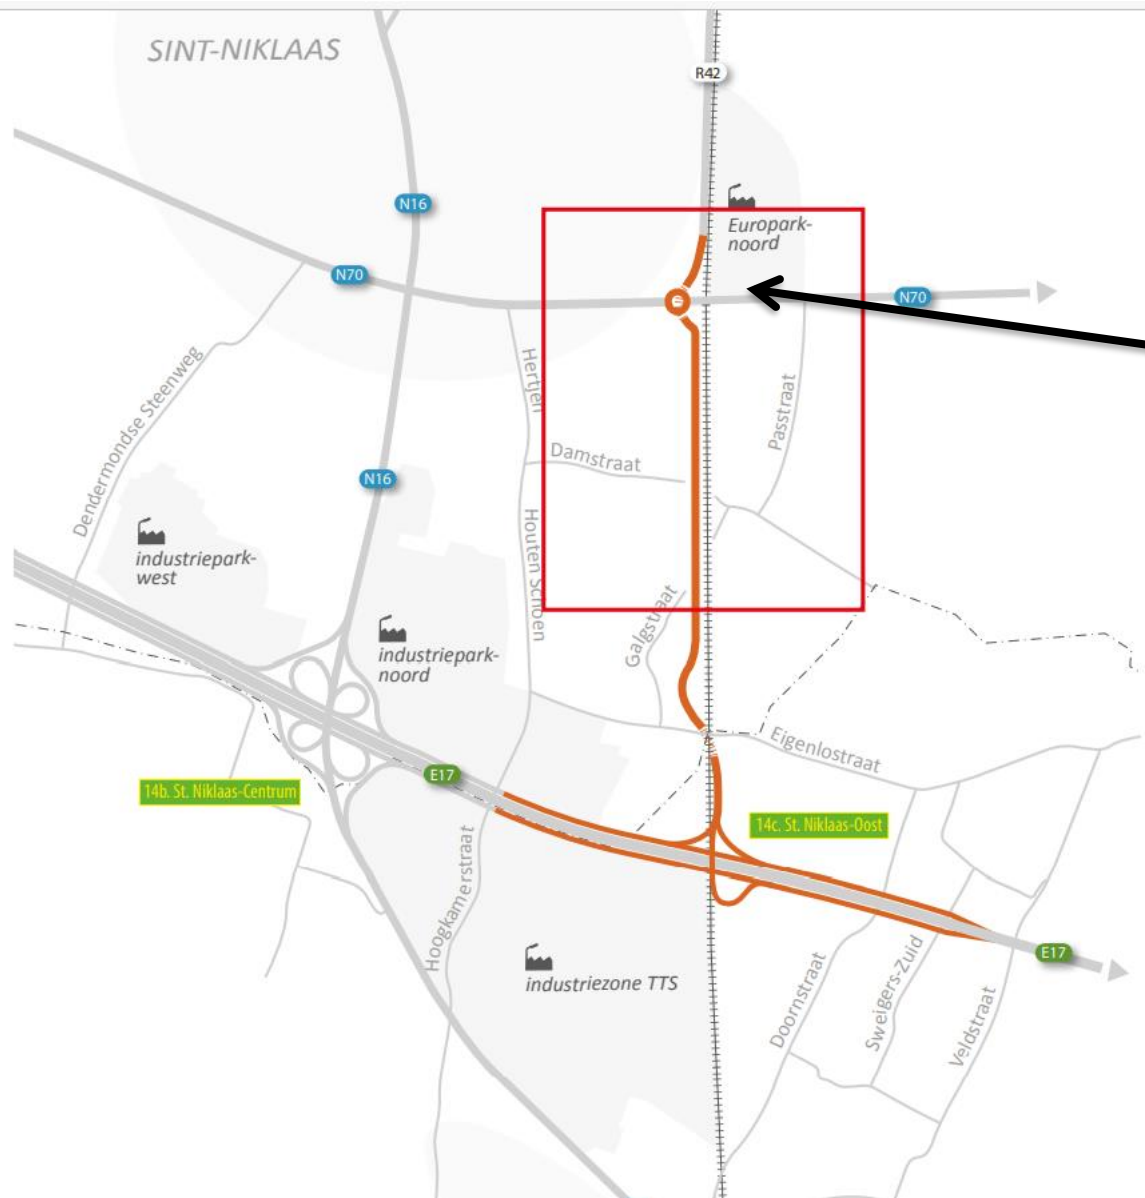 SINT-NIKLAAS
R42
N16
Europark-
noord
N70
N70
Hertjen
Dendermondse Steenweg
Passtraat
Damstraat
N16
industriepark-
west
Houten Schoen
Galgstraat
industriepark-
noord
Eigenlostraat
E17
14b. St. Niklaas-Centrum
14c. St. Niklaas-Oost
Hoogkamerstraat
E17
industriezone TTS
Doornstraat
Sweigers-Zuid
Veldstraat